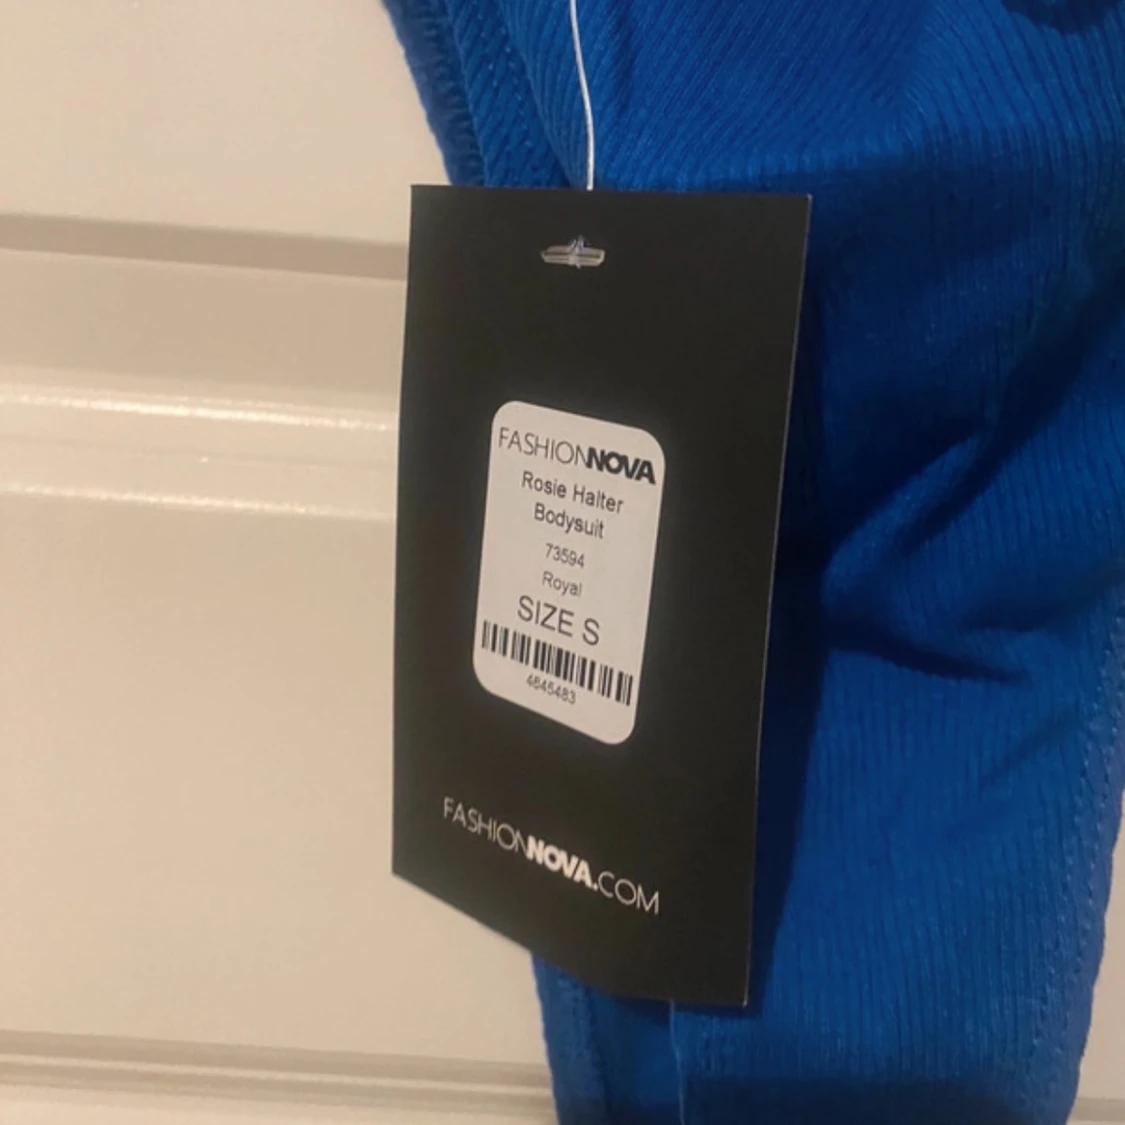 FASHIONNOVA
Rosie Halter
Bodysuit
73594
Royal
SIZE S
4645483
FASHIONNOVA.COM